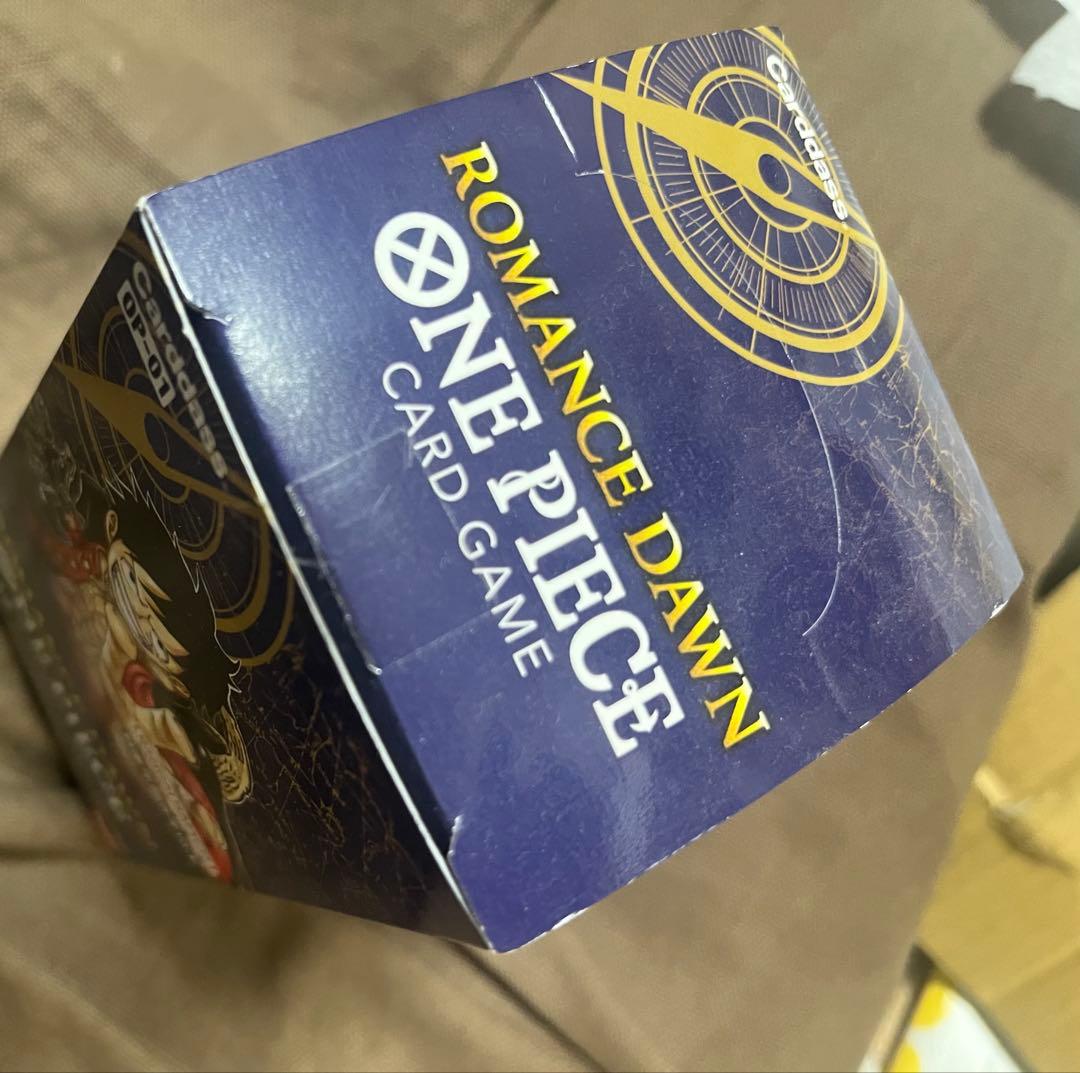 Carddass
ROMANCE DAWN
ONE PIECE
CARD GAME
Carddass
OP-01